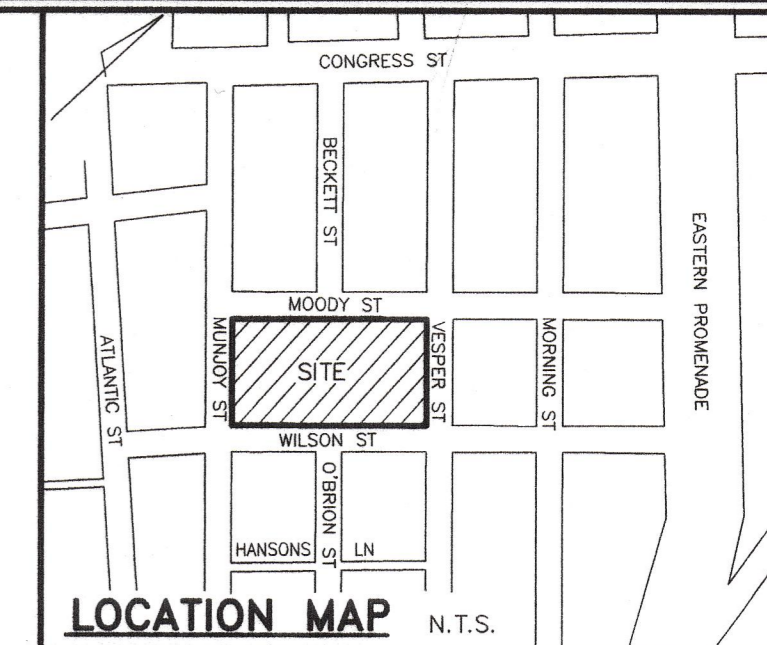 CONGRESS ST
BECKETT ST
EASTERN PROMENADE
MOODY ST
MUNJOY ST
VESPER ST
MORNING ST
ATLANTIC ST
SITE
WILSON ST
O'BRION ST
HANSONS LN
LOCATION MAP N.T.S.